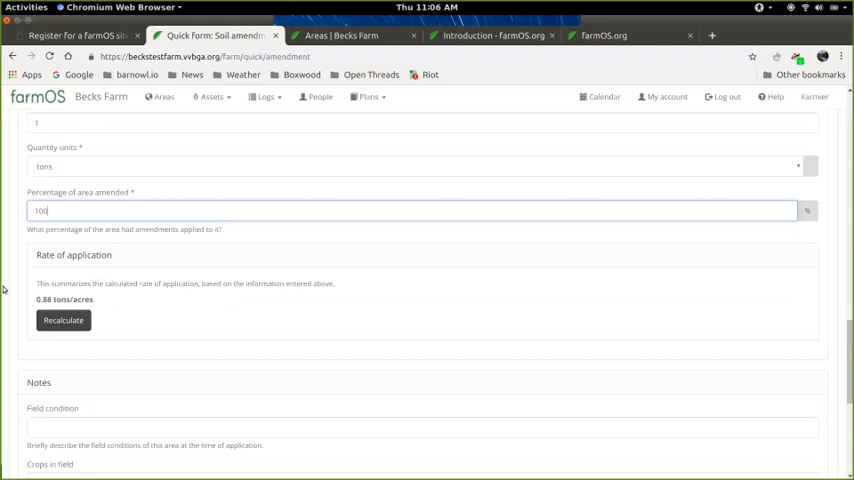 Activities Chromium Web Browser Thu 11:06 AM
Register for a farmOS sit Quick form: Soil amendm Areas | Becks Farm Introduction - farmOS.org farmOS.org
https://beckstestfarm.vvbga.org/farm/quick/amendment
Apps Google barnowl.io News Weather Boxwood Open Threads Riot Other bookmarks
farmOS Becks Farm Areas Assets Logs People Plans Calendar My account Log out Help Farmier
1
Quantity units *
tons
Percentage of area amended *
100 %
What percentage of the area had amendments applied to it?
Rate of application
This summarizes the calculated rate of application, based on the information entered above.
0.88 tons/acres
Recalculate
Notes
Field condition
Briefly describe the field conditions of this area at the time of application.
Crops in field